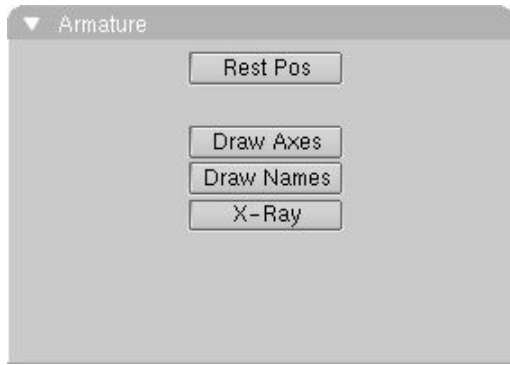 Armature
Rest Pos
Draw Axes
Draw Names
X-Ray